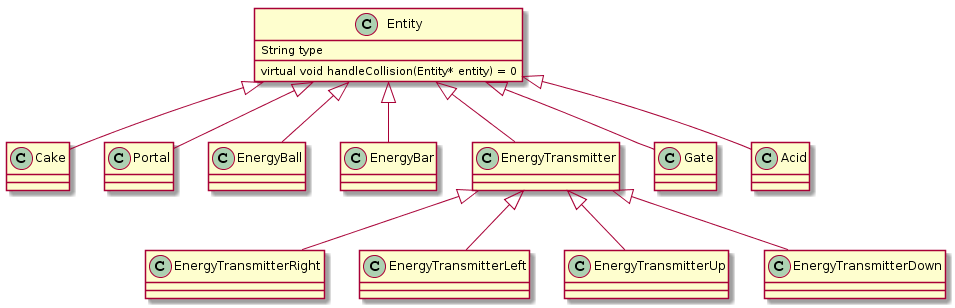 C Entity
String type
virtual void handleCollision(Entity* entity) = 0
C Cake
C Portal
C EnergyBall
C EnergyBar
C EnergyTransmitter
C Gate
C Acid
C EnergyTransmitterRight
C EnergyTransmitterLeft
C EnergyTransmitterUp
C EnergyTransmitterDown